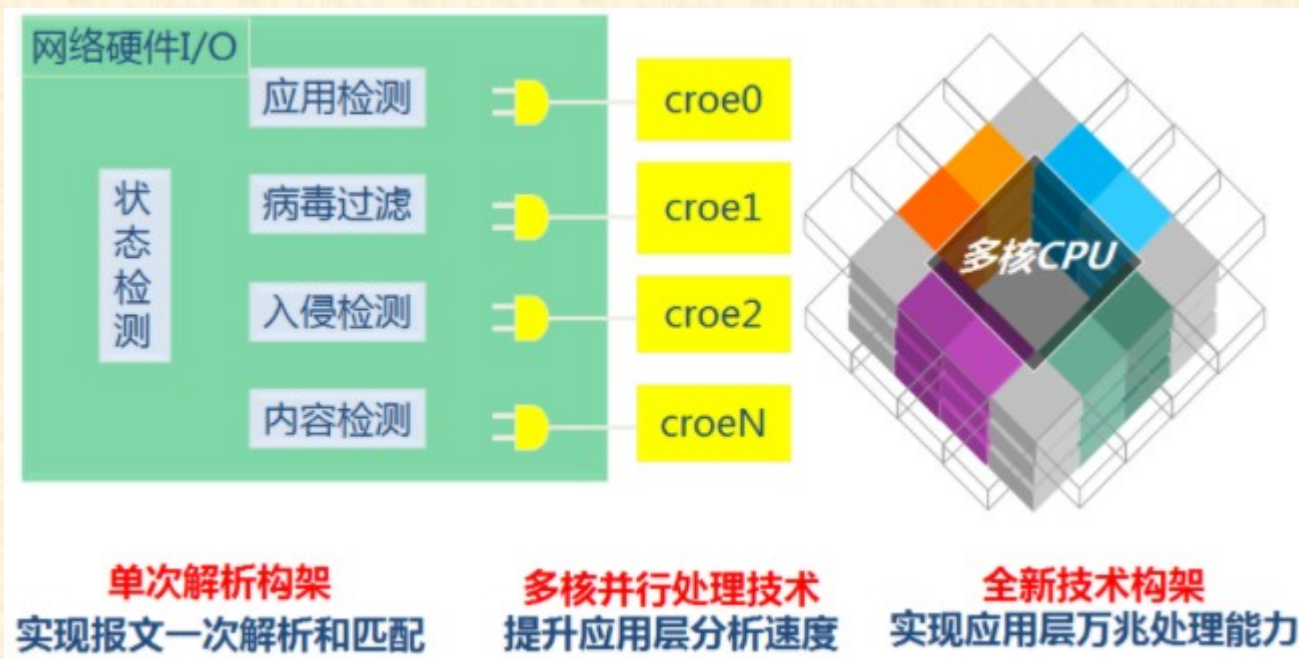 网络硬件I/O
状态检测
应用检测
病毒过滤
入侵检测
内容检测
croe0
croe1
croe2
croeN
多核CPU
单次解析构架
实现报文一次解析和匹配
多核并行处理技术
提升应用层分析速度
全新技术构架
实现应用层万兆处理能力